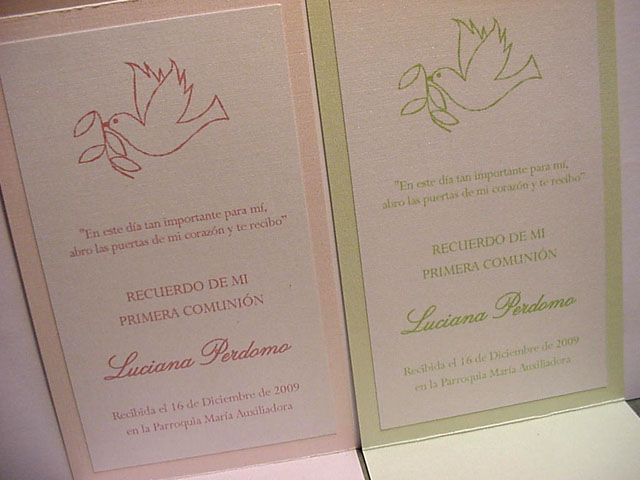 "En este día tan importante para mí,
abro las puertas de mi corazón y te recibo"
RECUERDO DE MI
PRIMERA COMUNIÓN
Luciana Perdomo
Recibida el 16 de Diciembre de 2009
en la Parroquia María Auxiliadora
"En este día tan importante para mí,
abro las puertas de mi corazón y te recibo"
RECUERDO DE MI
PRIMERA COMUNIÓN
Luciana Perdomo
Recibida el 16 de Diciembre de 2009
en la Parroquia María Auxiliadora